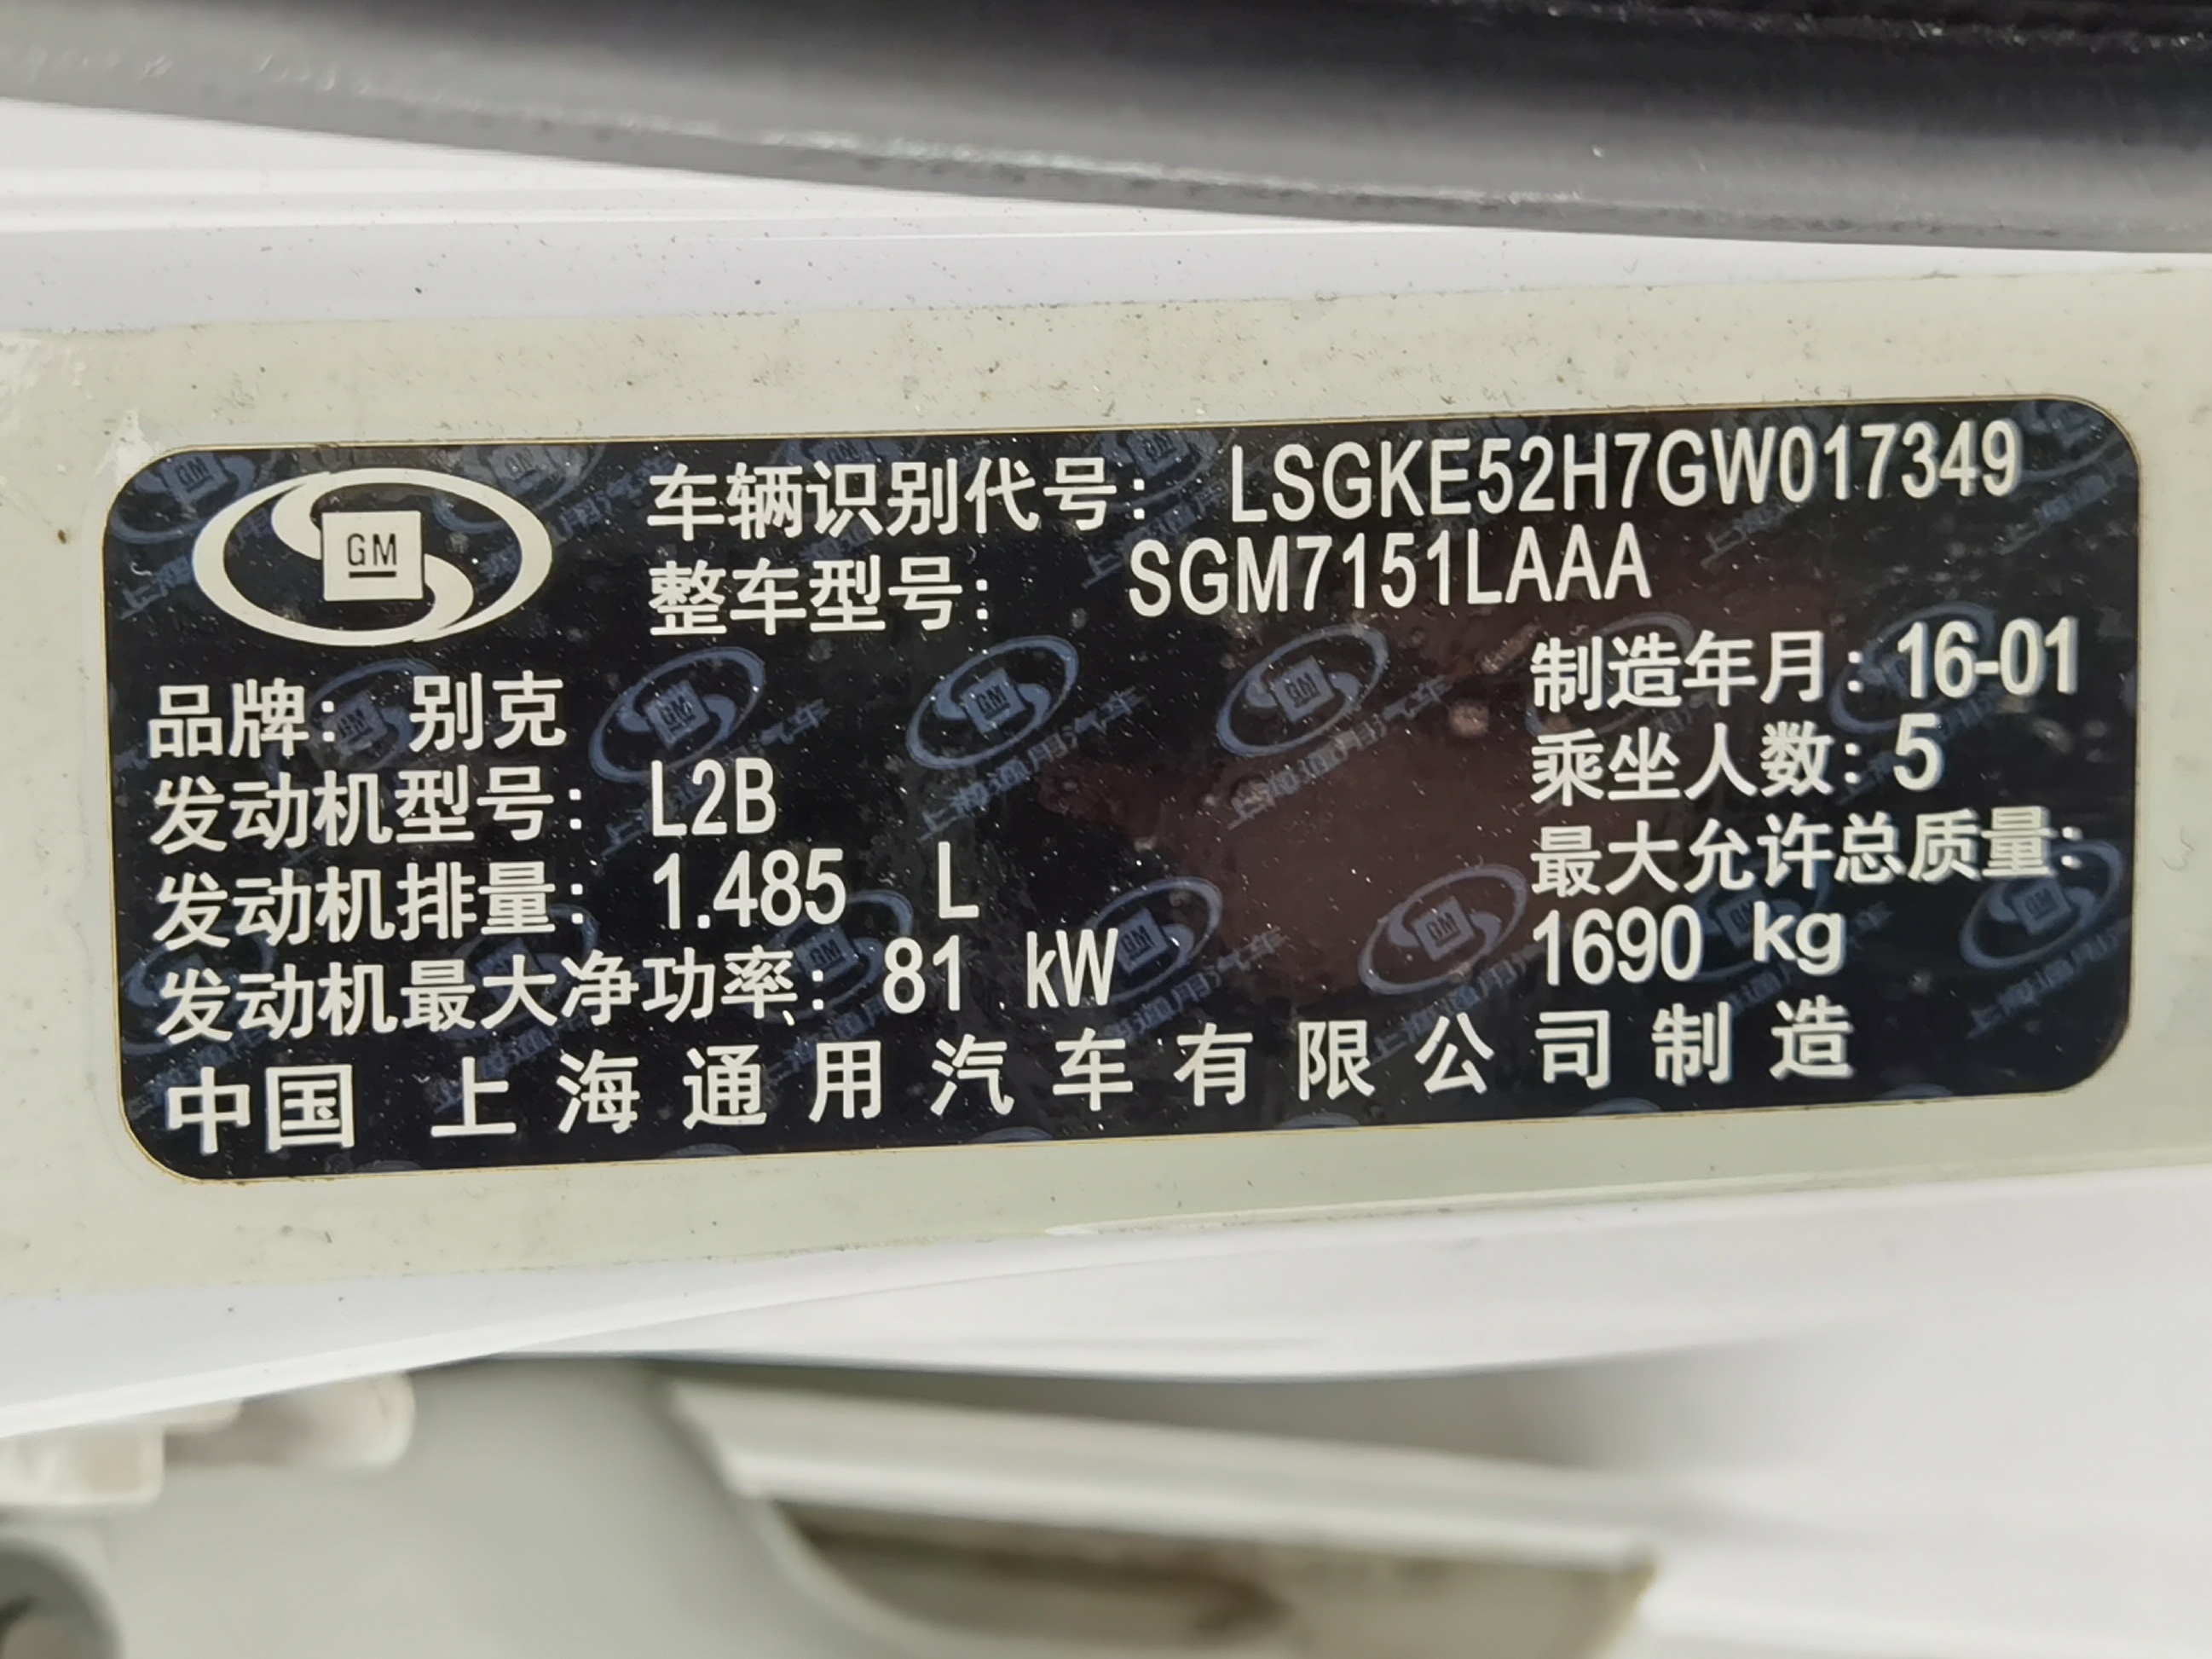 GM
车辆识别代号: LSGKE52H7GW017349
整车型号: SGM7151LAAA
品牌: 别克
制造年月: 16-01
发动机型号: L2B
乘坐人数: 5
发动机排量: 1.485 L
最大允许总质量:
发动机最大净功率: 81 kW
1690 kg
中国 上海通用汽车有限公司制造